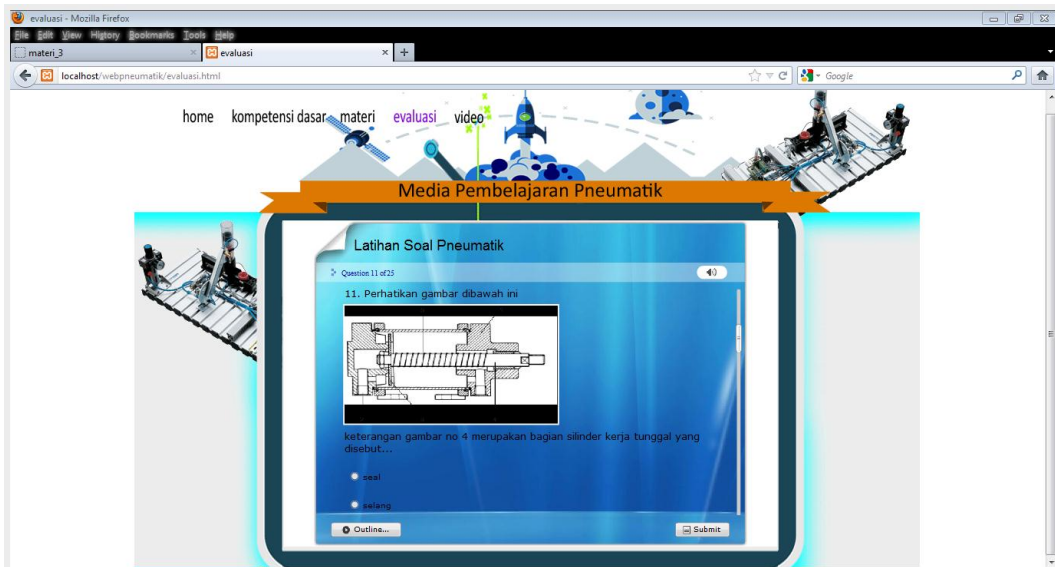 evaluasi - Mozilla Firefox
File Edit View History Bookmarks Tools Help
materi_3
evaluasi
localhost/webpneumatik/evaluasi.html
Google
home kompetensi dasar materi evaluasi video
Media Pembelajaran Pneumatik
Latihan Soal Pneumatik
Question 11 of 25
11. Perhatikan gambar dibawah ini
keterangan gambar no 4 merupakan bagian silinder kerja tunggal yang
disebut...
seal
selang
Outline...
Submit